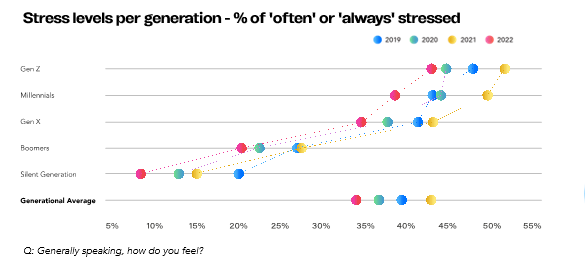 Stress levels per generation - % of 'often' or 'always' stressed
2019 2020 2021 2022
Gen Z
Millennials
Gen X
Boomers
Silent Generation
Generational Average
5% 10% 15% 20% 25% 30% 35% 40% 45% 50% 55%
Q: Generally speaking, how do you feel?